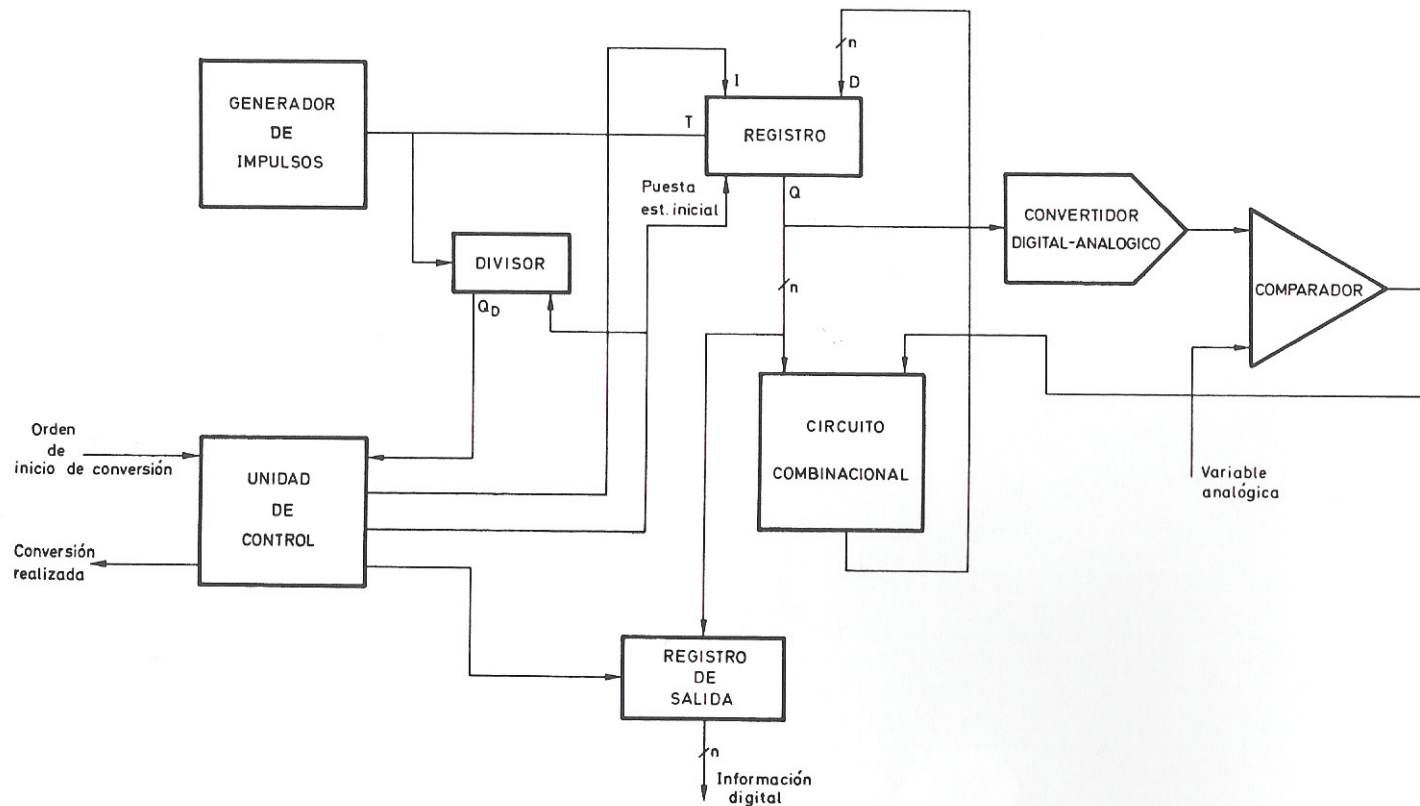 n
I
D
GENERADOR
DE
IMPULSOS
T
REGISTRO
Puesta
est. inicial
Q
CONVERTIDOR
DIGITAL-ANALOGICO
DIVISOR
COMPARADOR
n
QD
CIRCUITO
COMBINACIONAL
Orden
de
inicio de conversión
UNIDAD
DE
CONTROL
Variable
analógica
Conversión
realizada
REGISTRO
DE
SALIDA
n
Información
digital